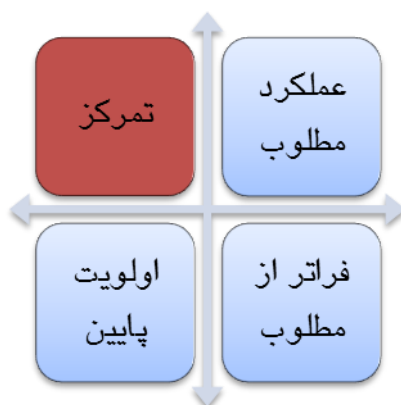 عملکرد
مطلوب
تمرکز
فراتر از
مطلوب
اولویت
پایین